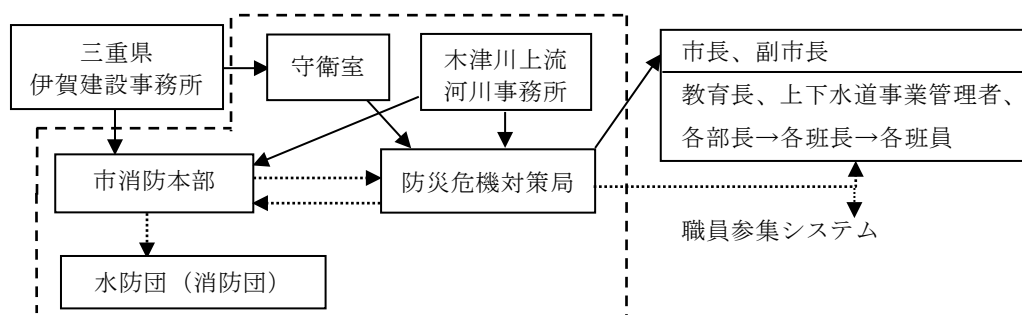 三重県
伊賀建設事務所
守衛室
木津川上流
河川事務所
市長、副市長
教育長、上下水道事業管理者、
各部長→各班長→各班員
市消防本部
防災危機対策局
職員参集システム
水防団（消防団）